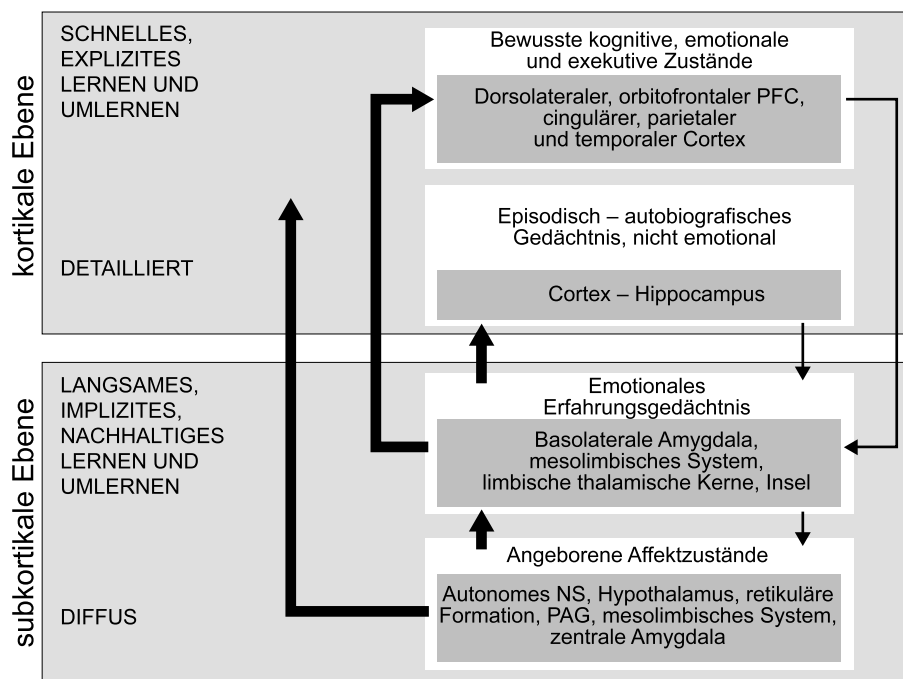 kortikale Ebene
SCHNELLES,
EXPLIZITES
LERNEN UND
UMLERNEN
DETAILLIERT
Bewusste kognitive, emotionale
und exekutive Zustände
Dorsolateraler, orbitofrontaler PFC,
cingulärer, parietaler
und temporaler Cortex
Episodisch – autobiografisches
Gedächtnis, nicht emotional
Cortex – Hippocampus
subkortikale Ebene
LANGSAMES,
IMPLIZITES,
NACHHALTIGES
LERNEN UND
UMLERNEN
DIFFUS
Emotionales
Erfahrungsgedächtnis
Basolaterale Amygdala,
mesolimbisches System,
limbische thalamische Kerne, Insel
Angeborene Affektzustände
Autonomes NS, Hypothalamus, retikuläre
Formation, PAG, mesolimbisches System,
zentrale Amygdala